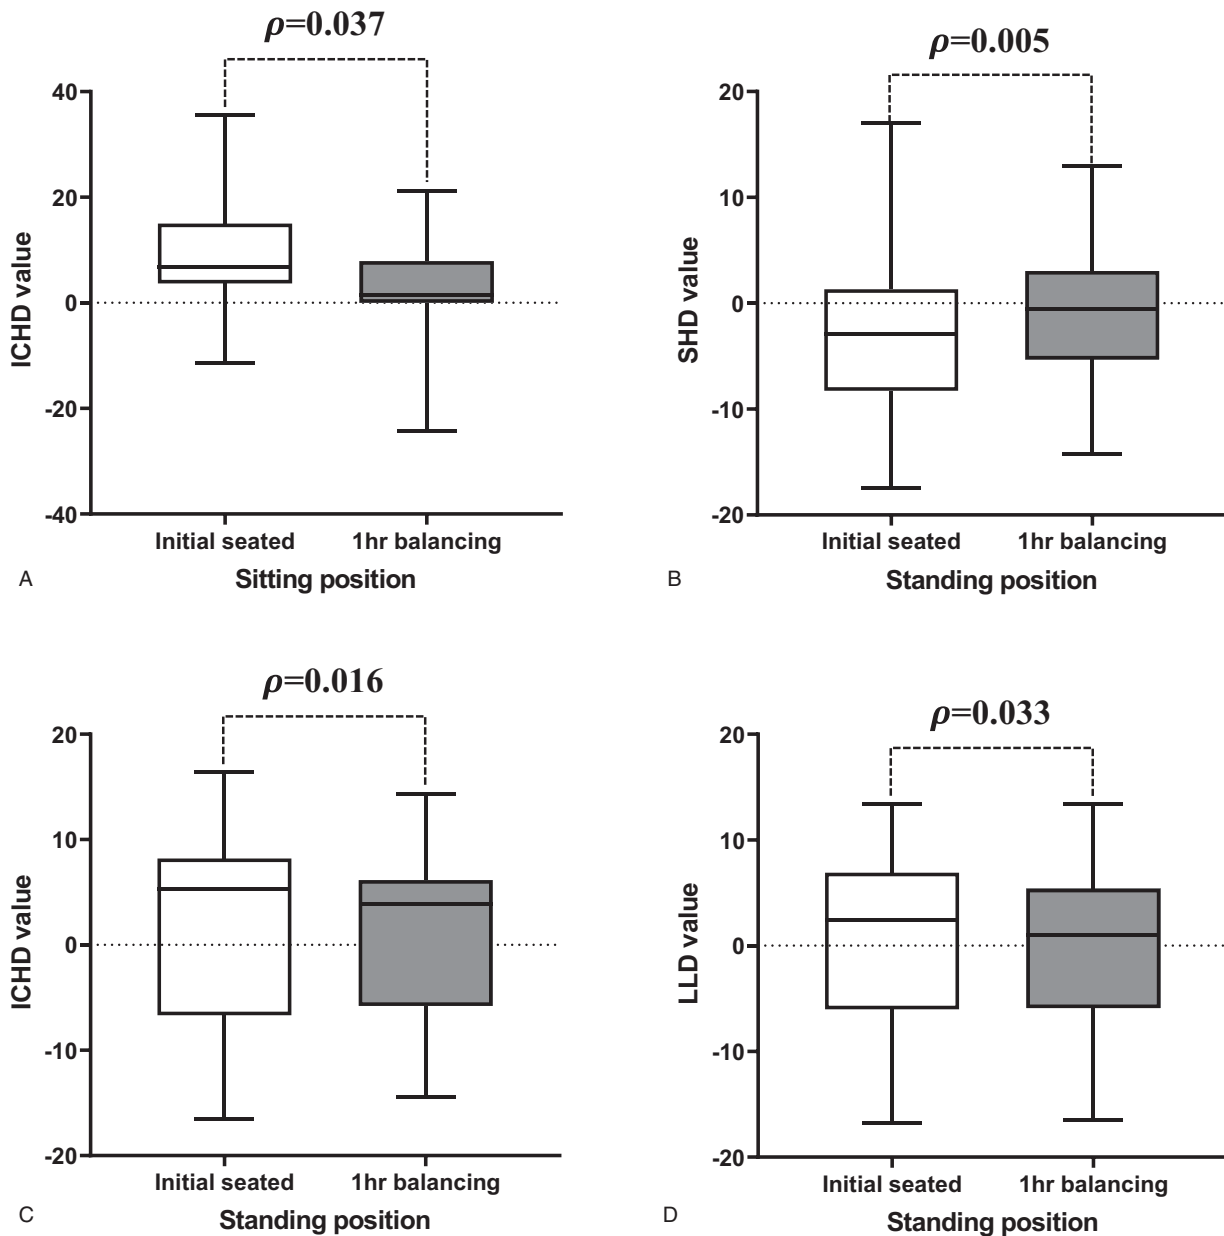 ρ=0.037
40
20
0
-20
-40
ICHD value
Initial seated
1hr balancing
A
Sitting position
ρ=0.005
20
10
0
-10
-20
SHD value
Initial seated
1hr balancing
B
Standing position
ρ=0.016
20
10
0
-10
-20
ICHD value
Initial seated
1hr balancing
C
Standing position
ρ=0.033
20
10
0
-10
-20
LLD value
Initial seated
1hr balancing
D
Standing position